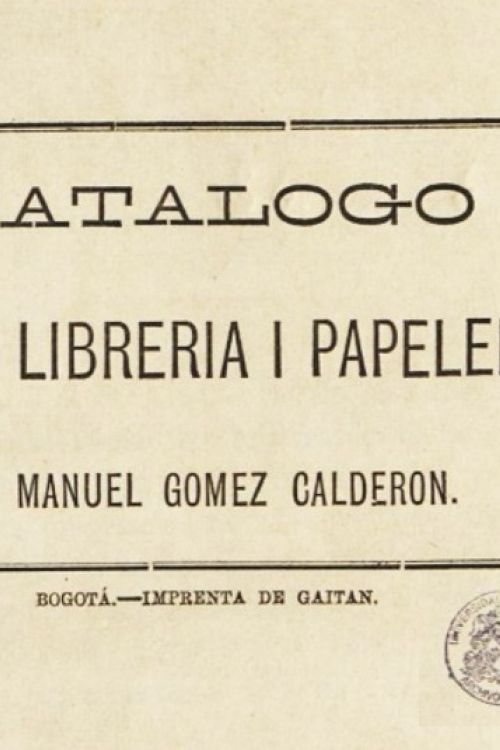 ATALOGO
LIBRERIA I PAPELE
MANUEL GOMEZ CALDERON.
BOGOTÁ.—IMPRENTA DE GAITAN.